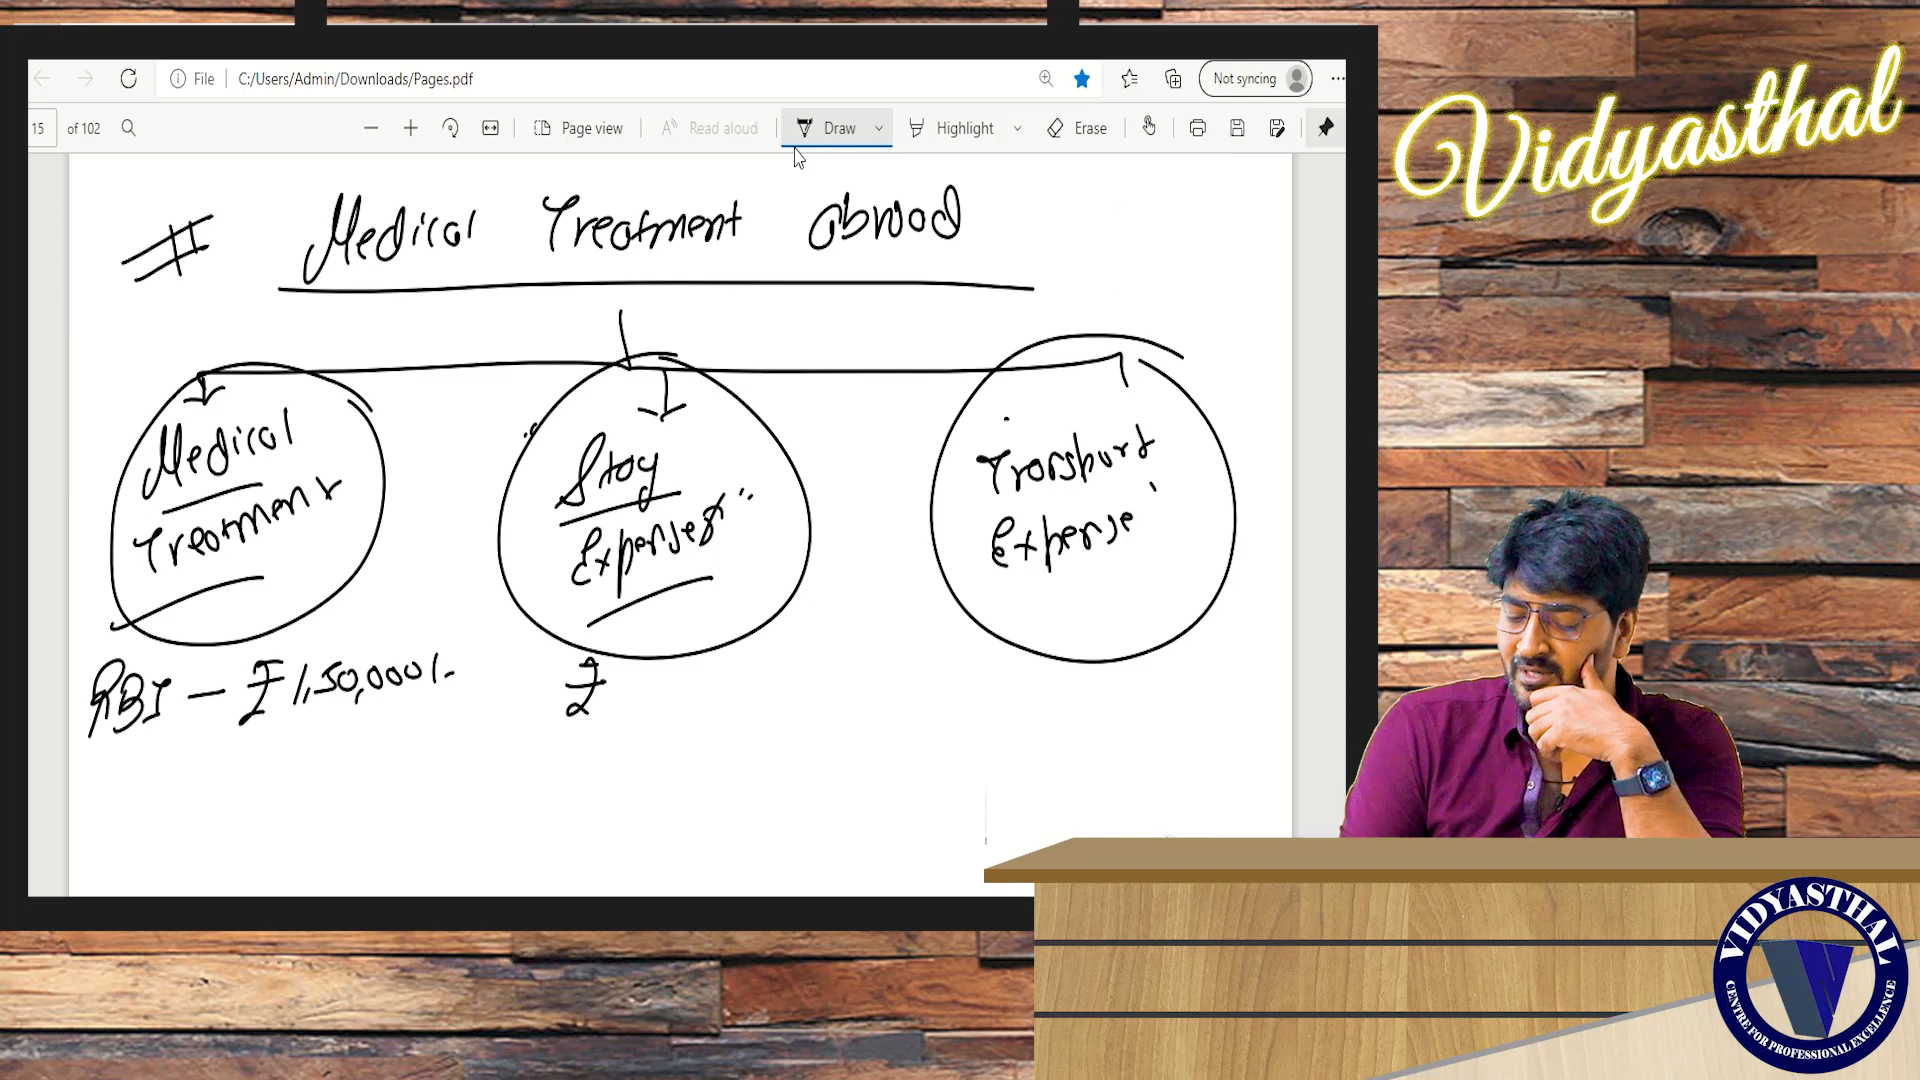 File C:/Users/Admin/Downloads/Pages.pdf Not syncing
15 of 102 Page view Read aloud Draw Highlight Erase
Vidyasthal
# Medical Treatment abroad
Medical Treatment
Stay Expenses
Transport Expense
RBI - ₹1,50,000/- ₹
VIDYASTHAL
CENTRE FOR PROFESSIONAL EXCELLENCE